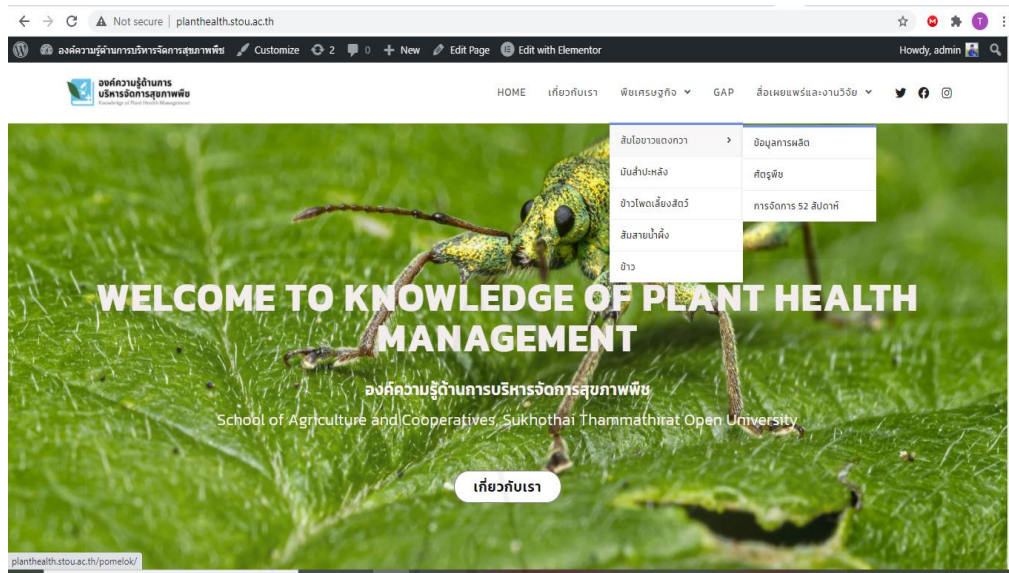 Not secure | planthealth.stou.ac.th
องค์ความรู้ด้านการบริหารจัดการสุขภาพพืช Customize 2 0 New Edit Page Edit with Elementor Howdy, admin
องค์ความรู้ด้านการ
บริหารจัดการสุขภาพพืช
Knowledge of Plant Health Management
HOME เกี่ยวกับเรา พืชเศรษฐกิจ GAP สื่อเผยแพร่และงานวิจัย
ส้มโอขาวแตงกวา ข้อมูลการผลิต
มันสำปะหลัง ศัตรูพืช
ข้าวโพดเลี้ยงสัตว์ การจัดการ 52 สัปดาห์
ส้มสายน้ำผึ้ง
ข้าว
WELCOME TO KNOWLEDGE OF PLANT HEALTH
MANAGEMENT
องค์ความรู้ด้านการบริหารจัดการสุขภาพพืช
School of Agriculture and Cooperatives, Sukhothai Thammathirat Open University
เกี่ยวกับเรา
planthealth.stou.ac.th/pomelok/